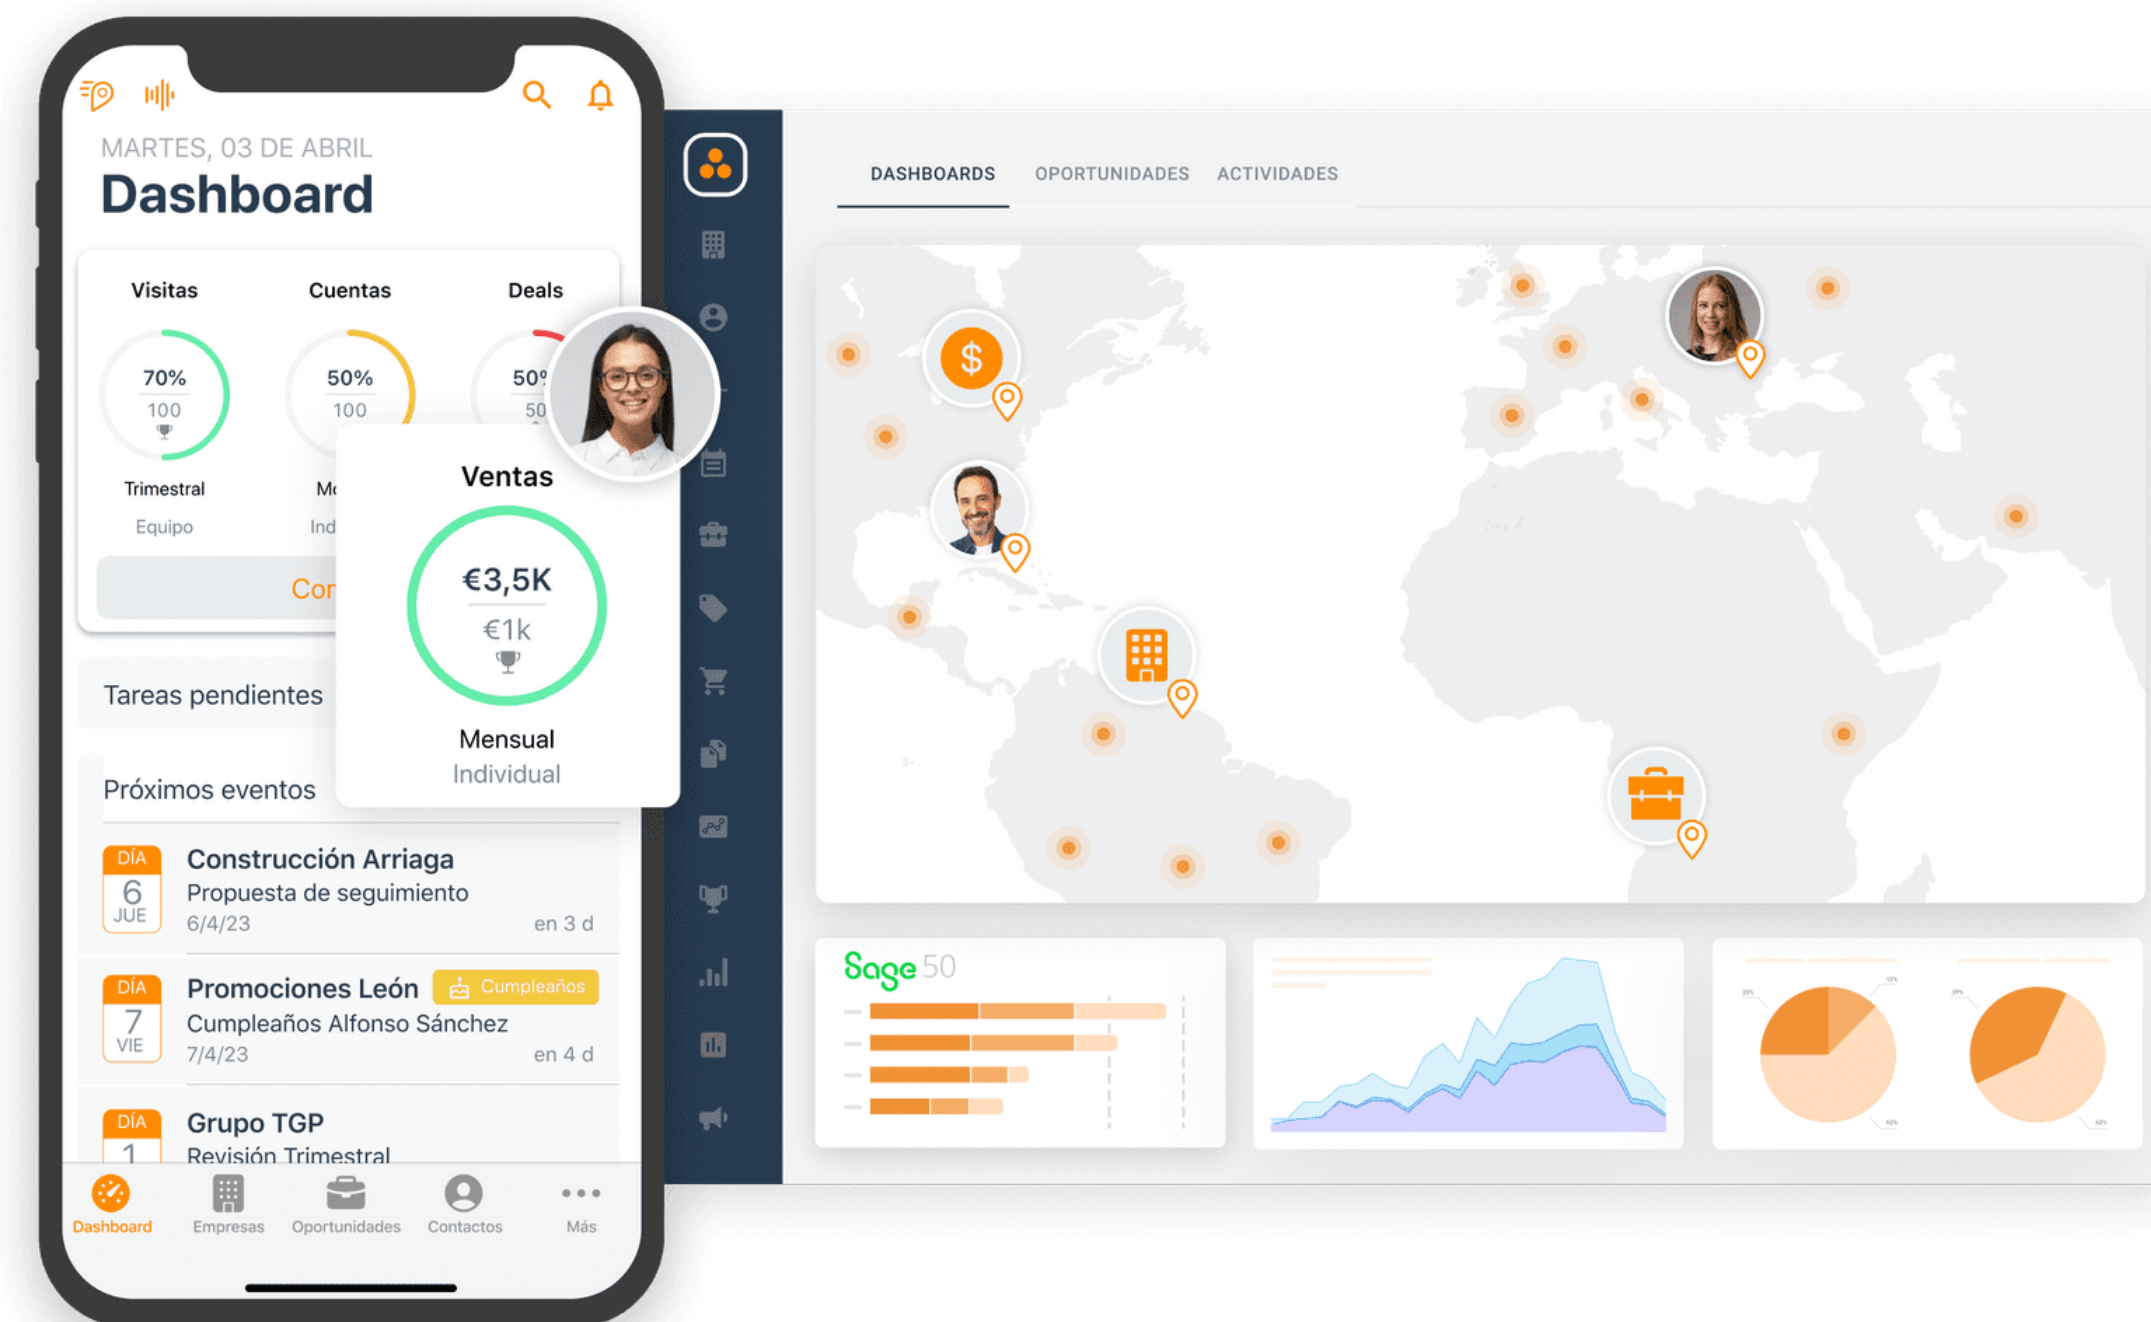 MARTES, 03 DE ABRIL
Dashboard
Visitas
Cuentas
Deals
70%
100
50%
100
50%
50
Trimestral
Equipo
Mo
Ind
Con
Ventas
€3,5K
€1k
Mensual
Individual
Tareas pendientes
Próximos eventos
DÍA
6
JUE
Construcción Arriaga
Propuesta de seguimiento
6/4/23
en 3 d
DÍA
7
VIE
Promociones León
Cumpleaños
Cumpleaños Alfonso Sánchez
7/4/23
en 4 d
DÍA
1
Grupo TGP
Revisión Trimestral
Dashboard
Empresas
Oportunidades
Contactos
Más
DASHBOARDS
OPORTUNIDADES
ACTIVIDADES
$
Sage 50
25%